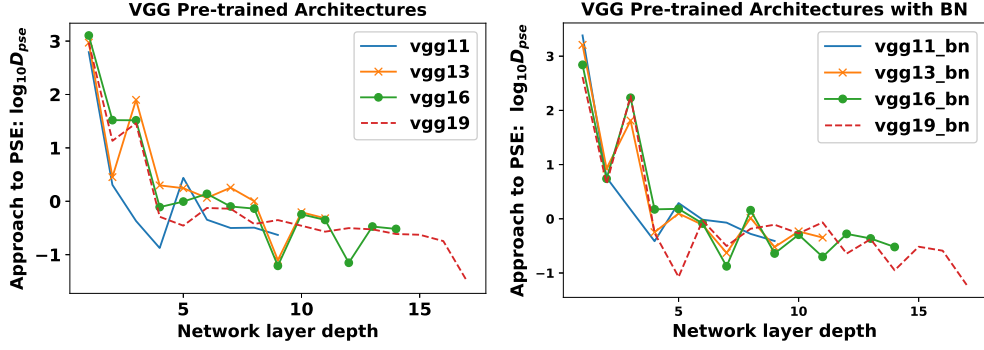 VGG Pre-trained Architectures
Approach to PSE: log₁₀Dₚₛₑ
3
2
1
0
−1
vgg11
vgg13
vgg16
vgg19
5
10
15
Network layer depth
VGG Pre-trained Architectures with BN
Approach to PSE: log₁₀Dₚₛₑ
3
2
1
0
−1
vgg11_bn
vgg13_bn
vgg16_bn
vgg19_bn
5
10
15
Network layer depth